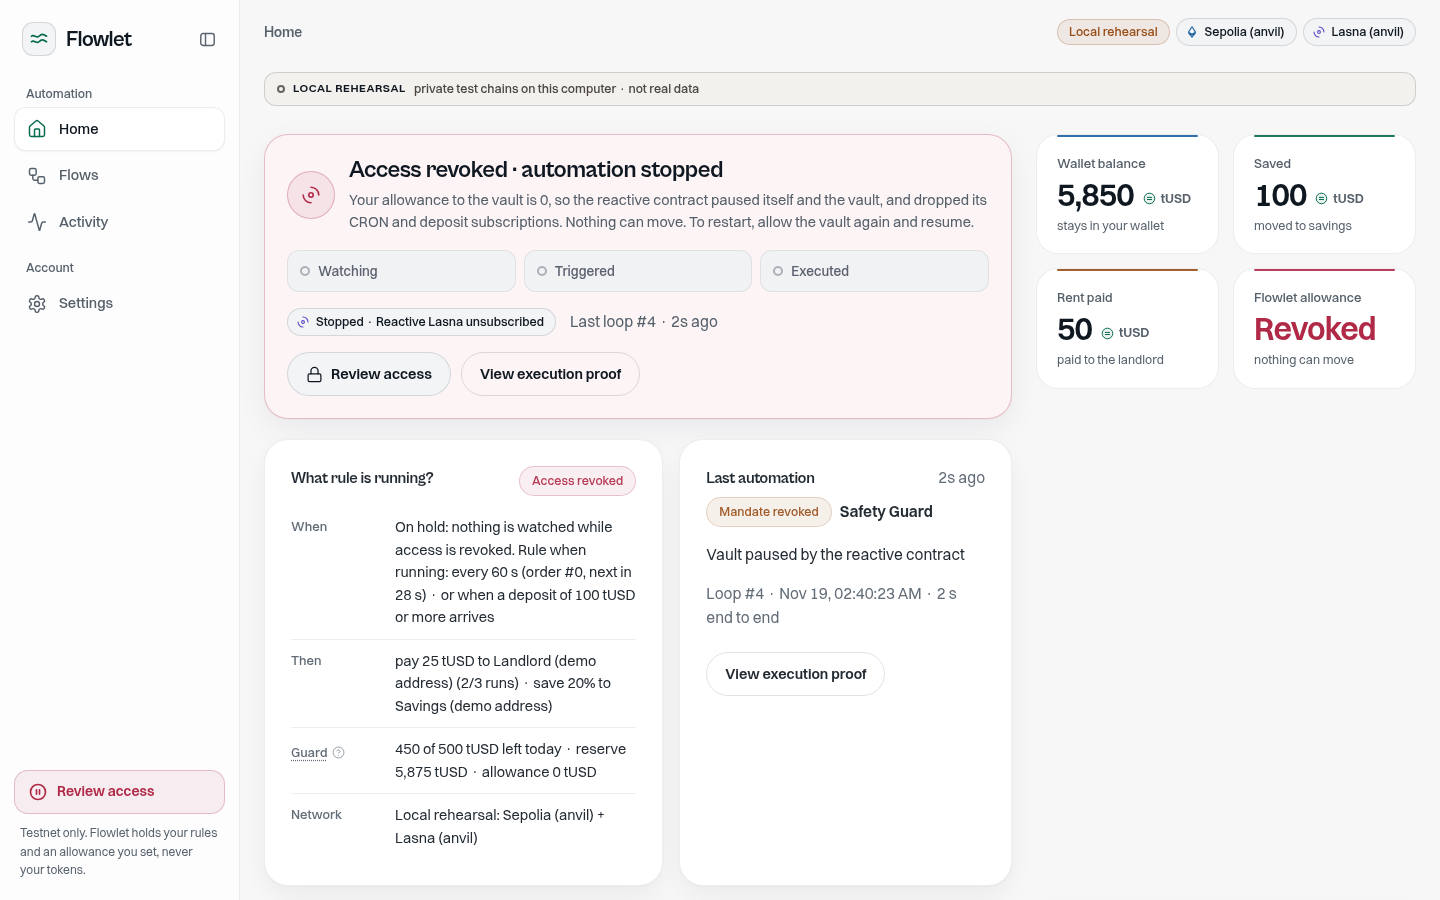 Flowlet
Automation
Home
Flows
Activity
Account
Settings
Review access
Testnet only. Flowlet holds your rules
and an allowance you set, never
your tokens.
Home
Local rehearsal
Sepolia (anvil)
Lasna (anvil)
LOCAL REHEARSAL private test chains on this computer · not real data
Access revoked · automation stopped
Your allowance to the vault is 0, so the reactive contract paused itself and the vault, and dropped its
CRON and deposit subscriptions. Nothing can move. To restart, allow the vault again and resume.
Watching
Triggered
Executed
Stopped · Reactive Lasna unsubscribed
Last loop #4 · 2s ago
Review access
View execution proof
Wallet balance
5,850 tUSD
stays in your wallet
Saved
100 tUSD
moved to savings
Rent paid
50 tUSD
paid to the landlord
Flowlet allowance
Revoked
nothing can move
What rule is running?
Access revoked
When
On hold: nothing is watched while
access is revoked. Rule when
running: every 60 s (order #0, next in
28 s) · or when a deposit of 100 tUSD
or more arrives
Then
pay 25 tUSD to Landlord (demo
address) (2/3 runs) · save 20% to
Savings (demo address)
Guard
450 of 500 tUSD left today · reserve
5,875 tUSD · allowance 0 tUSD
Network
Local rehearsal: Sepolia (anvil) +
Lasna (anvil)
Last automation
2s ago
Mandate revoked
Safety Guard
Vault paused by the reactive contract
Loop #4 · Nov 19, 02:40:23 AM · 2 s
end to end
View execution proof